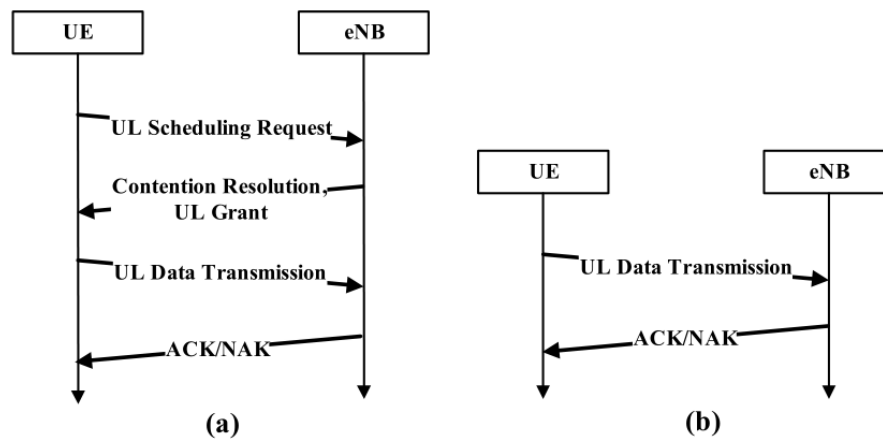 UE
eNB
UL Scheduling Request
Contention Resolution,
UL Grant
UL Data Transmission
ACK/NAK
(a)
UE
eNB
UL Data Transmission
ACK/NAK
(b)